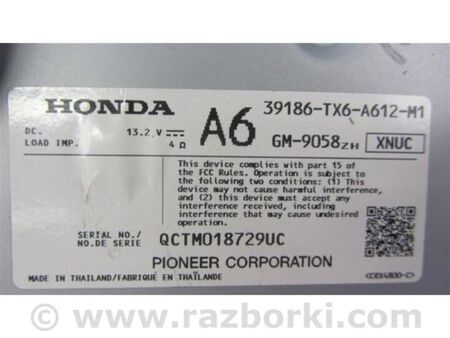 HONDA A6 39186-TX6-A612-M1
DC. 13.2 V
LOAD IMP. 4 Ω
GM-9058ZH XNUC
This device complies with part 15 of
the FCC Rules. Operation is subject to
the following two conditions: (1) This
device may not cause harmful interference,
and (2) this device must accept any
interference received, including
interference that may cause undesired
operation.
SERIAL NO./
NO.DE SERIE QCTM018729UC
PIONEER CORPORATION
MADE IN THAILAND/FABRIQUÉ EN THAILANDE <CRX4800-C>
www.razborki.com